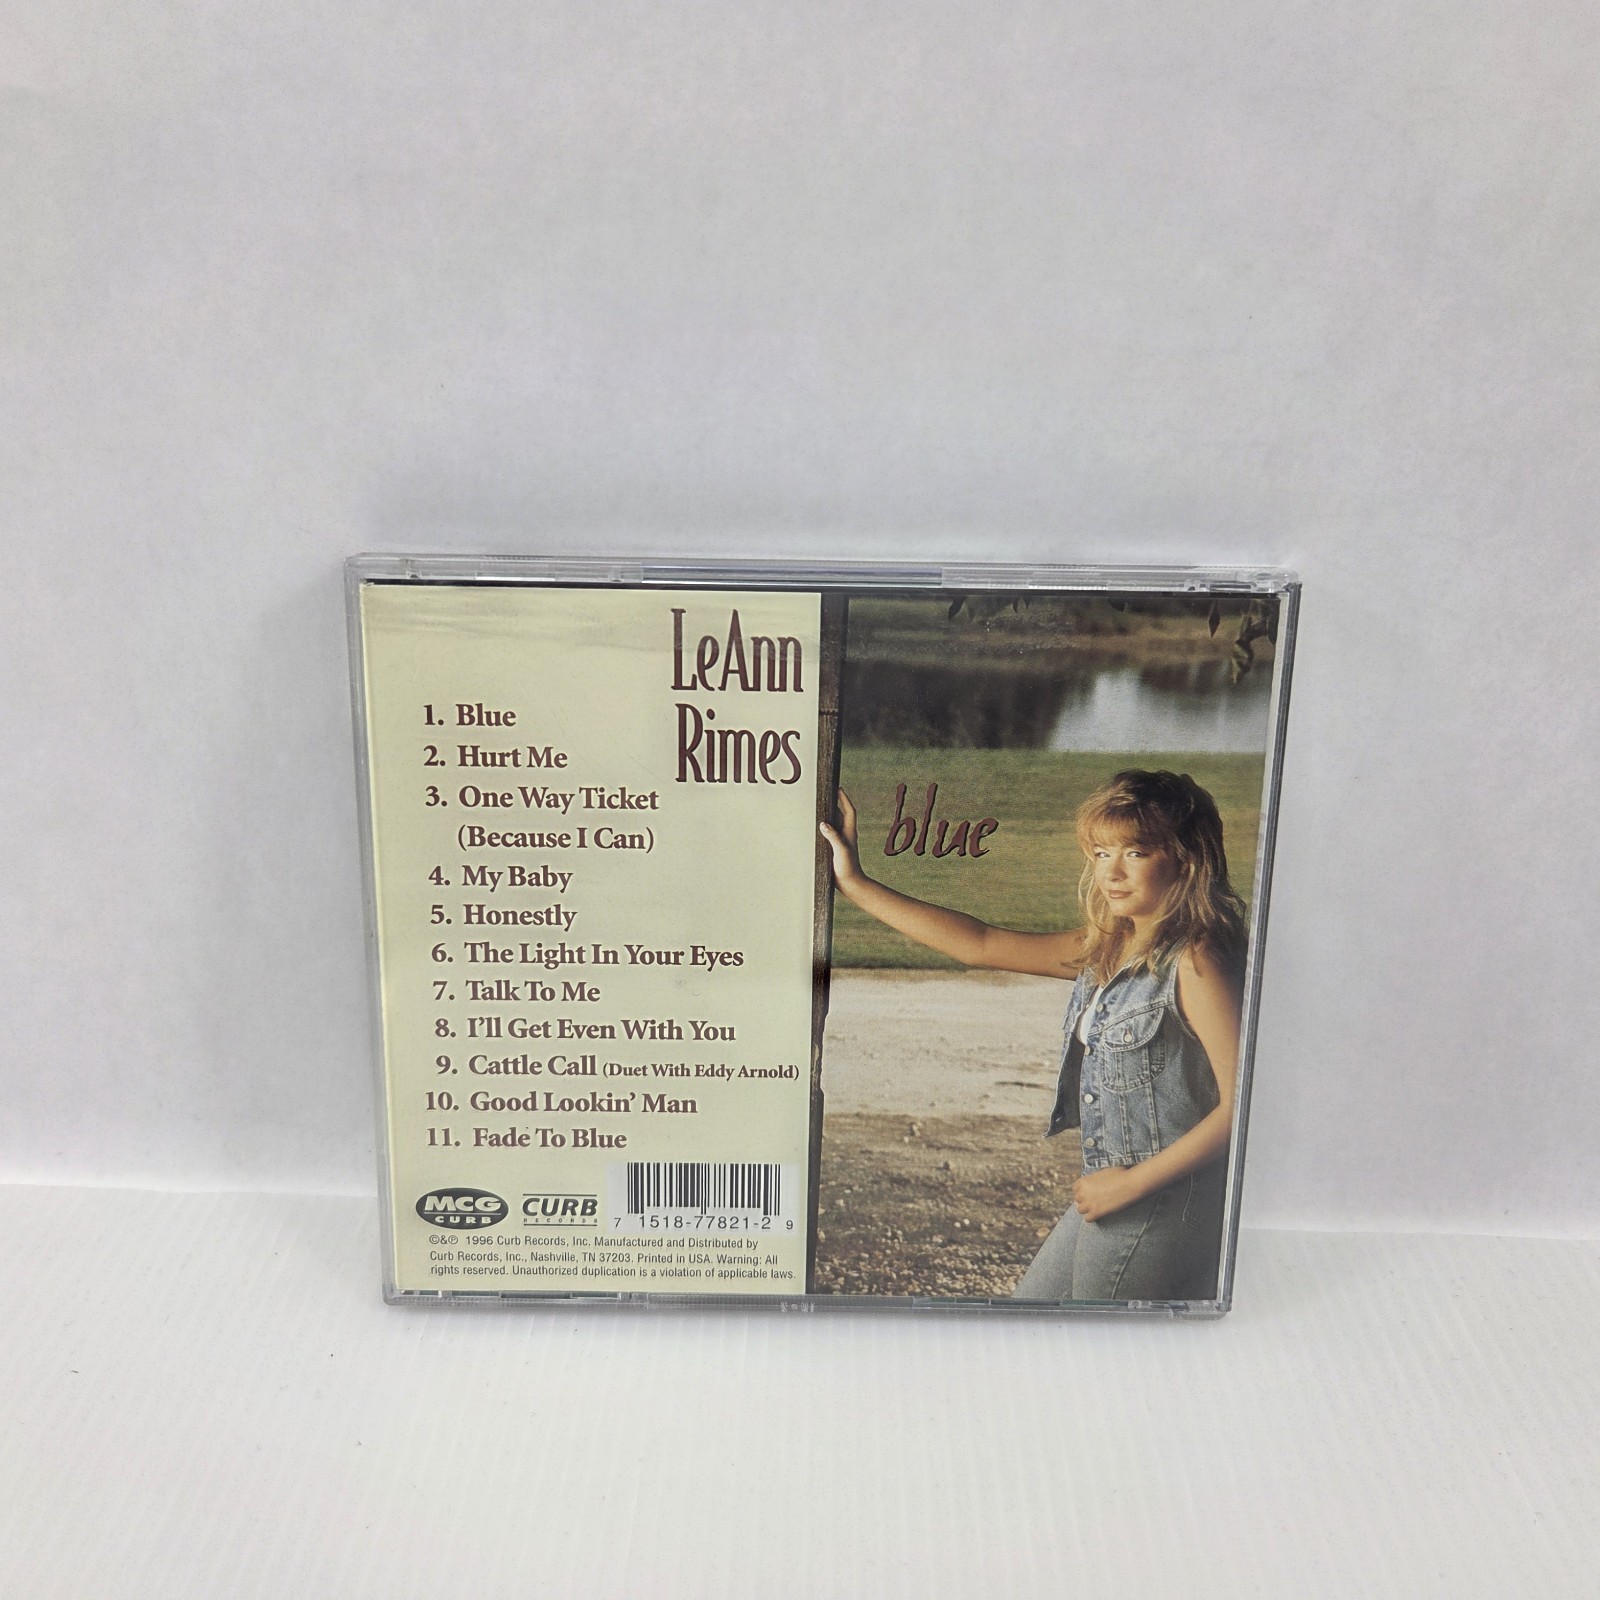 LeAnn
Rimes
1. Blue
2. Hurt Me
3. One Way Ticket
(Because I Can)
4. My Baby
5. Honestly
6. The Light In Your Eyes
7. Talk To Me
8. I'll Get Even With You
9. Cattle Call (Duet With Eddy Arnold)
10. Good Lookin' Man
11. Fade To Blue
blue
MCG
CURB
CURB
RECORDS
7 1518-77821-2 9
©&℗ 1996 Curb Records, Inc. Manufactured and Distributed by
Curb Records, Inc., Nashville, TN 37203. Printed in USA. Warning: All
rights reserved. Unauthorized duplication is a violation of applicable laws.